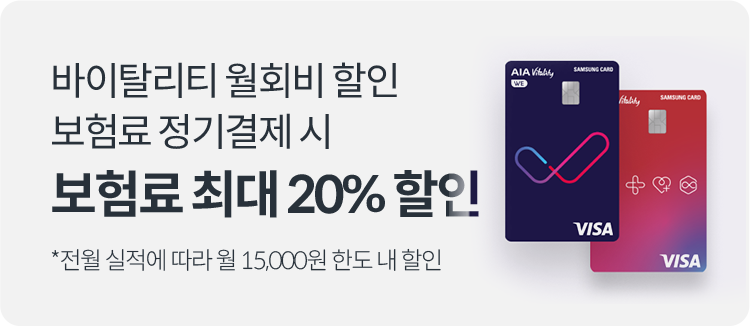 바이탈리티 월회비 할인
보험료 정기결제 시
보험료 최대 20% 할인
*전월 실적에 따라 월 15,000원 한도 내 할인
AIA Vitality SAMSUNG CARD
WE
VISA
Vitality SAMSUNG CARD
VISA